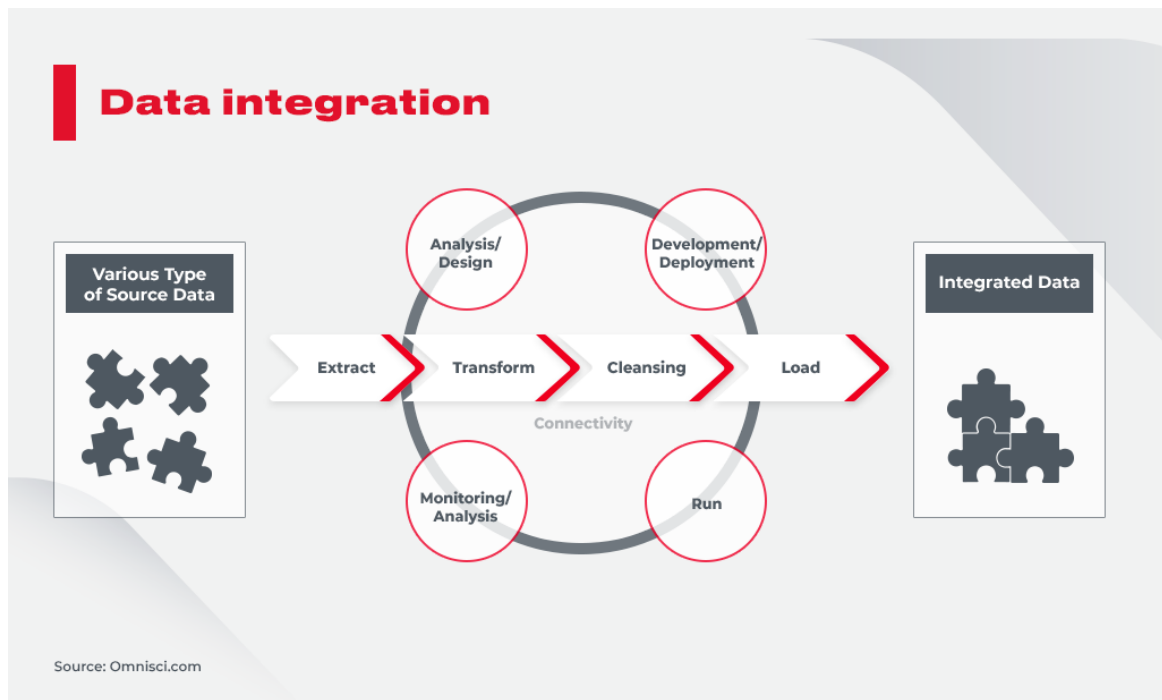 Data integration
Various Type
of Source Data
Analysis/
Design
Development/
Deployment
Integrated Data
Extract
Transform
Cleansing
Load
Connectivity
Monitoring/
Analysis
Run
Source: Omnisci.com